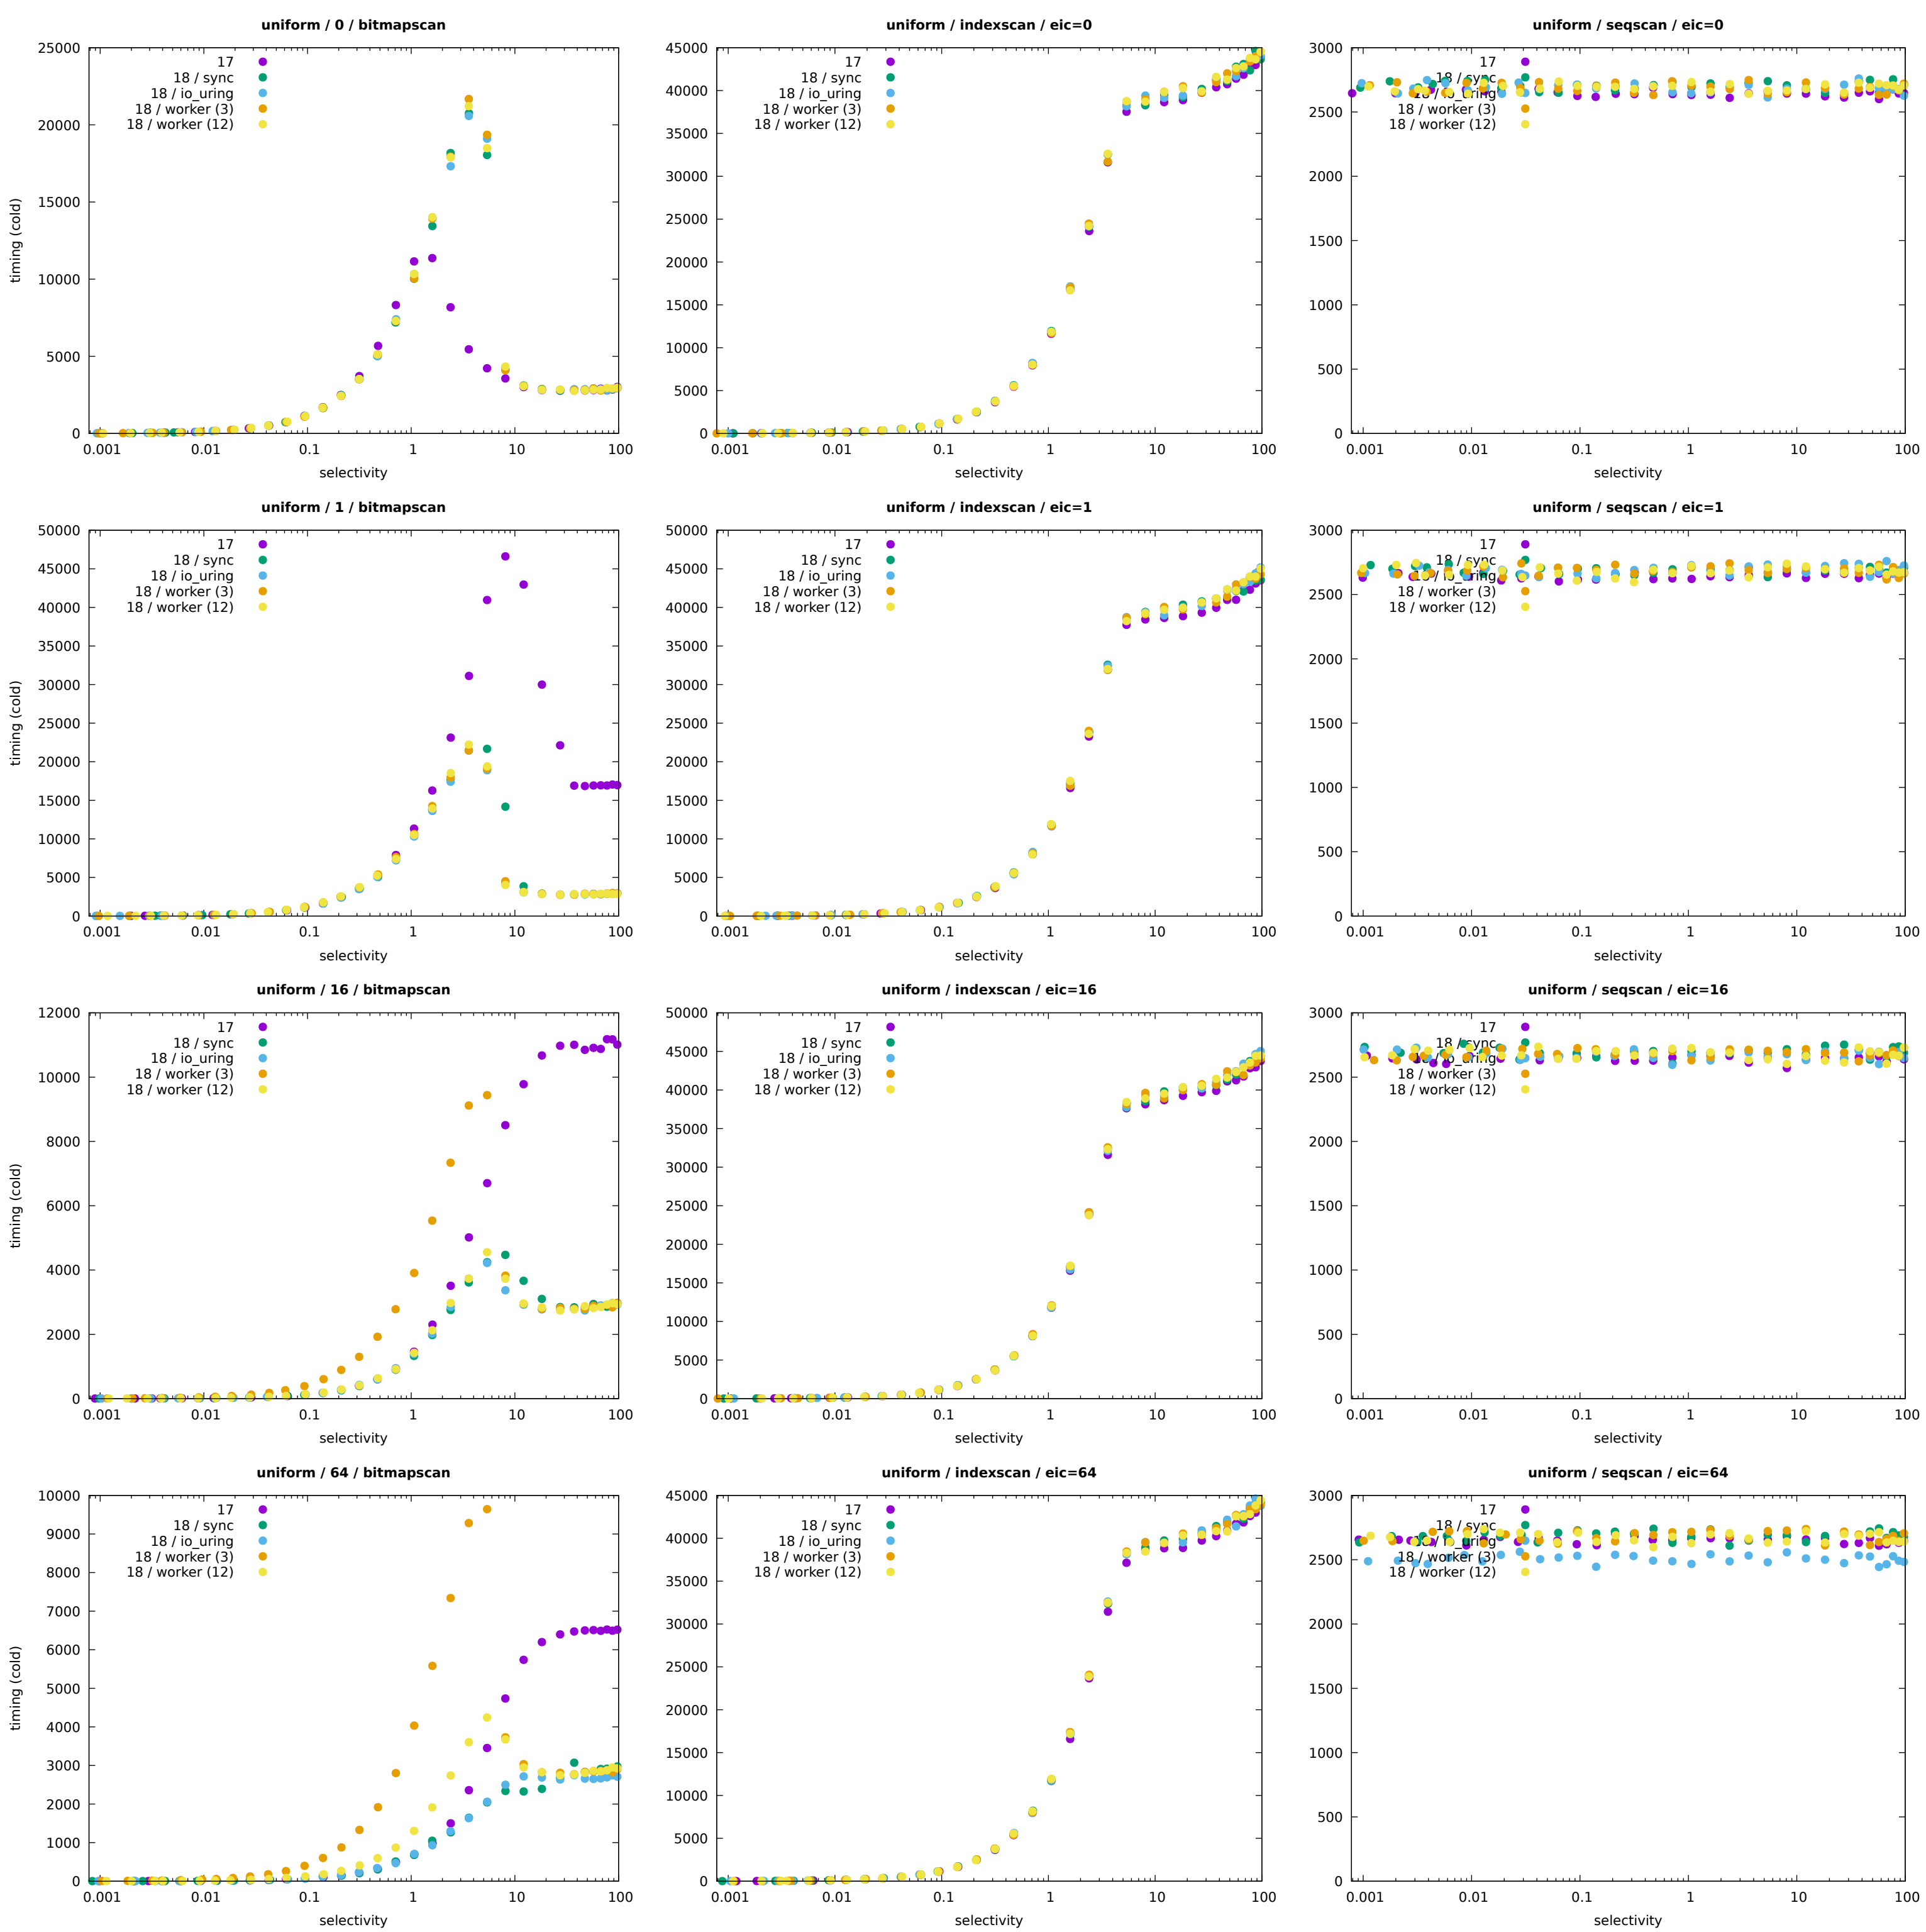 uniform / 0 / bitmapscan
25000
20000
15000
10000
5000
0
timing (cold)
17
18 / sync
18 / io_uring
18 / worker (3)
18 / worker (12)
0.001 0.01 0.1 1 10 100
selectivity
uniform / indexscan / eic=0
45000
40000
35000
30000
25000
20000
15000
10000
5000
0
17
18 / sync
18 / io_uring
18 / worker (3)
18 / worker (12)
0.001 0.01 0.1 1 10 100
selectivity
uniform / seqscan / eic=0
3000
2500
2000
1500
1000
500
0
17
18 / sync
18 / io_uring
18 / worker (3)
18 / worker (12)
0.001 0.01 0.1 1 10 100
selectivity
uniform / 1 / bitmapscan
50000
45000
40000
35000
30000
25000
20000
15000
10000
5000
0
timing (cold)
17
18 / sync
18 / io_uring
18 / worker (3)
18 / worker (12)
0.001 0.01 0.1 1 10 100
selectivity
uniform / indexscan / eic=1
50000
45000
40000
35000
30000
25000
20000
15000
10000
5000
0
17
18 / sync
18 / io_uring
18 / worker (3)
18 / worker (12)
0.001 0.01 0.1 1 10 100
selectivity
uniform / seqscan / eic=1
3000
2500
2000
1500
1000
500
0
17
18 / sync
18 / io_uring
18 / worker (3)
18 / worker (12)
0.001 0.01 0.1 1 10 100
selectivity
uniform / 16 / bitmapscan
12000
10000
8000
6000
4000
2000
0
timing (cold)
17
18 / sync
18 / io_uring
18 / worker (3)
18 / worker (12)
0.001 0.01 0.1 1 10 100
selectivity
uniform / indexscan / eic=16
50000
45000
40000
35000
30000
25000
20000
15000
10000
5000
0
17
18 / sync
18 / io_uring
18 / worker (3)
18 / worker (12)
0.001 0.01 0.1 1 10 100
selectivity
uniform / seqscan / eic=16
3000
2500
2000
1500
1000
500
0
17
18 / sync
18 / io_uring
18 / worker (3)
18 / worker (12)
0.001 0.01 0.1 1 10 100
selectivity
uniform / 64 / bitmapscan
10000
9000
8000
7000
6000
5000
4000
3000
2000
1000
0
timing (cold)
17
18 / sync
18 / io_uring
18 / worker (3)
18 / worker (12)
0.001 0.01 0.1 1 10 100
selectivity
uniform / indexscan / eic=64
45000
40000
35000
30000
25000
20000
15000
10000
5000
0
17
18 / sync
18 / io_uring
18 / worker (3)
18 / worker (12)
0.001 0.01 0.1 1 10 100
selectivity
uniform / seqscan / eic=64
3000
2500
2000
1500
1000
500
0
17
18 / sync
18 / io_uring
18 / worker (3)
18 / worker (12)
0.001 0.01 0.1 1 10 100
selectivity